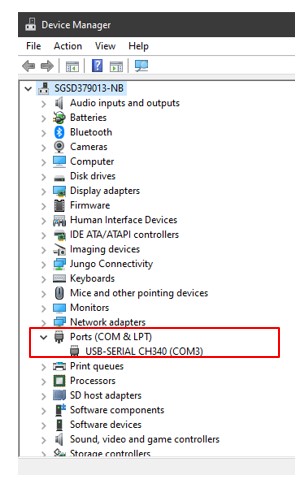 Device Manager
File Action View Help
SGSD379013-NB
Audio inputs and outputs
Batteries
Bluetooth
Cameras
Computer
Disk drives
Display adapters
Firmware
Human Interface Devices
IDE ATA/ATAPI controllers
Imaging devices
Jungo Connectivity
Keyboards
Mice and other pointing devices
Monitors
Network adapters
Ports (COM & LPT)
USB-SERIAL CH340 (COM3)
Print queues
Processors
SD host adapters
Software components
Software devices
Sound, video and game controllers
Storage controllers